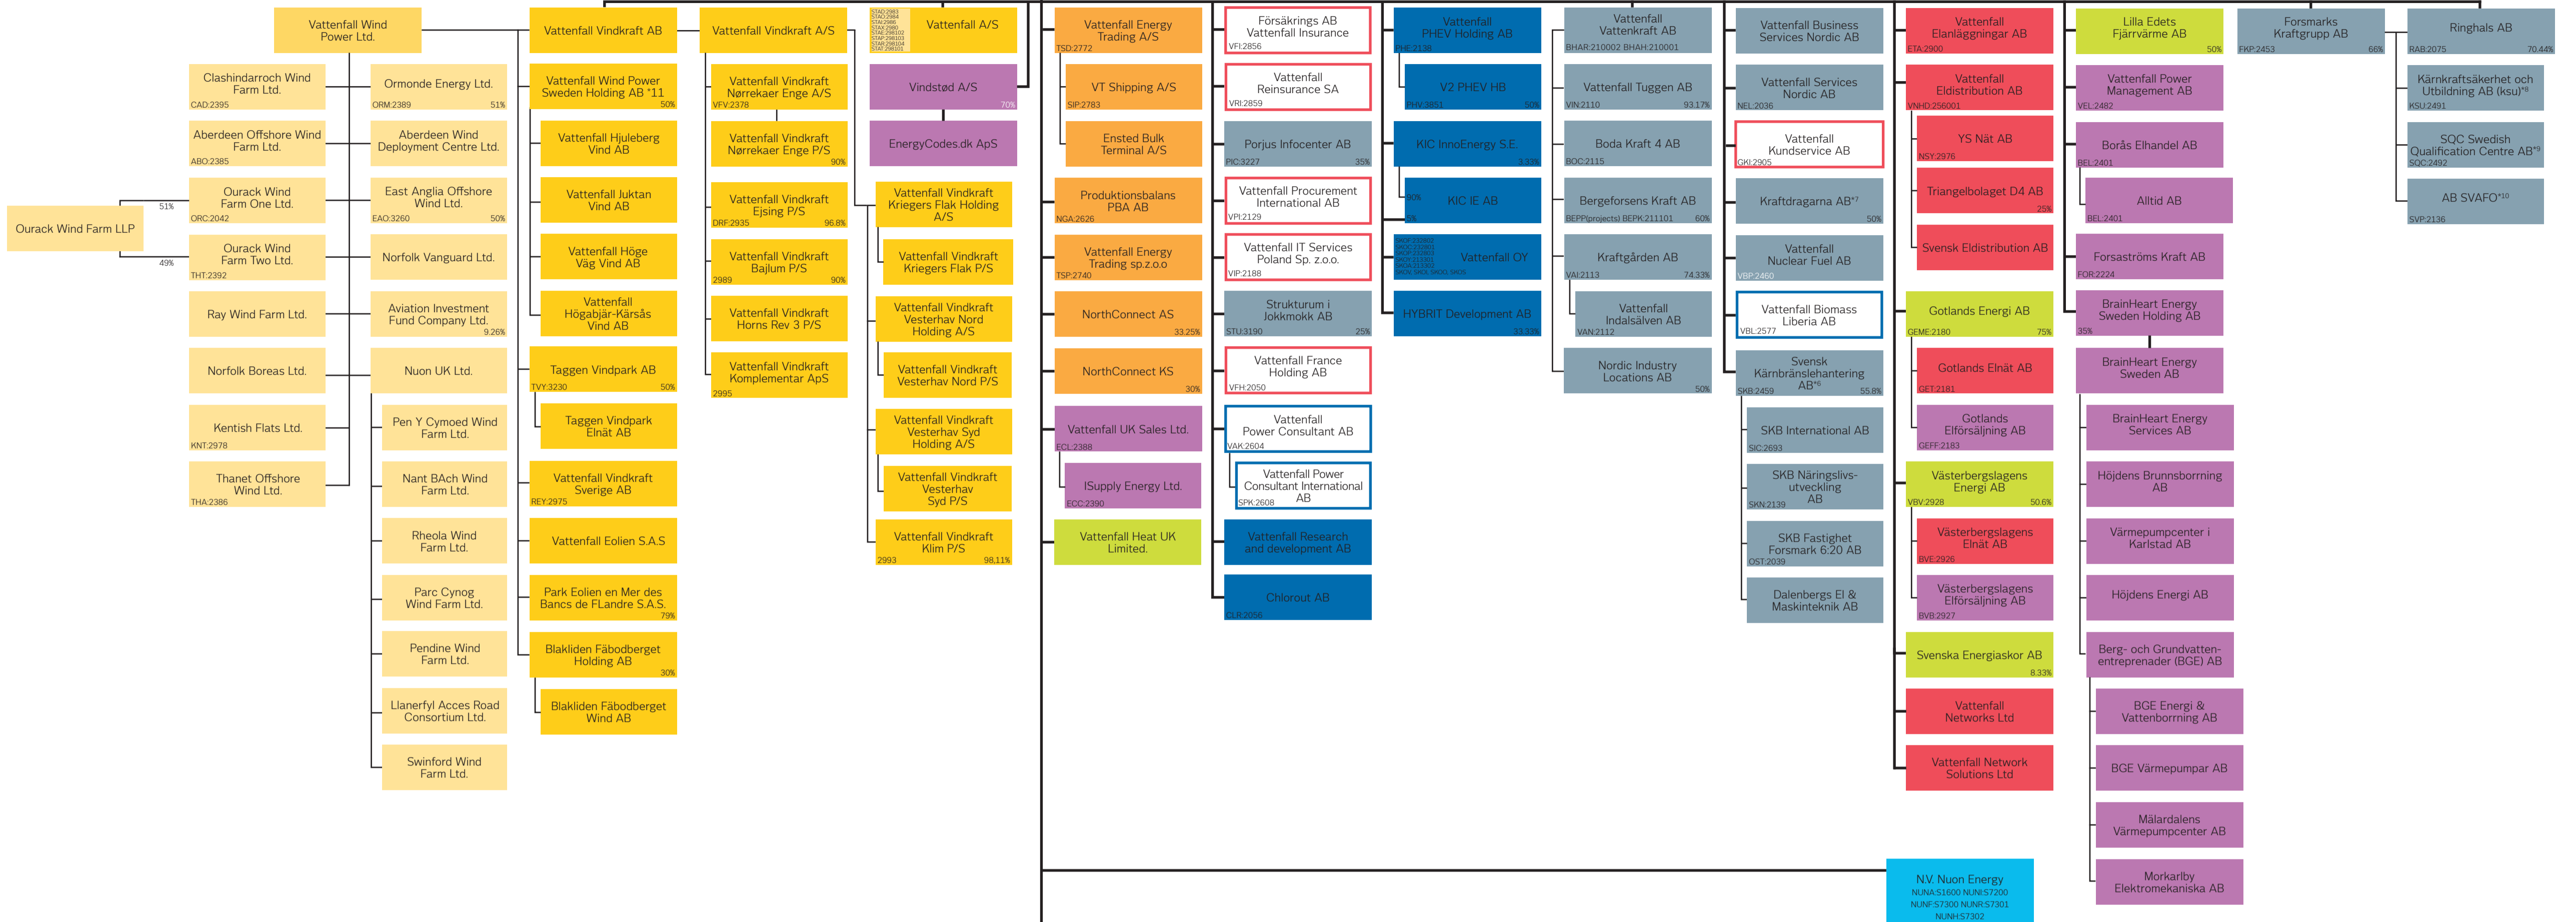 Vattenfall Wind
Power Ltd.
Clashindarroch Wind
Farm Ltd.
CAD:2395
Aberdeen Offshore Wind
Farm Ltd.
ABO:2385
Ourack Wind Farm LLP
51%
49%
Ourack Wind
Farm One Ltd.
ORC:2042
Ourack Wind
Farm Two Ltd.
THT:2392
Ray Wind Farm Ltd.
Norfolk Boreas Ltd.
Kentish Flats Ltd.
KNT:2978
Thanet Offshore
Wind Ltd.
THA:2386
Ormonde Energy Ltd.
ORM:2389 51%
Aberdeen Wind
Deployment Centre Ltd.
East Anglia Offshore
Wind Ltd.
EAO:3260 50%
Norfolk Vanguard Ltd.
Aviation Investment
Fund Company Ltd.
9.26%
Nuon UK Ltd.
Pen Y Cymoed Wind
Farm Ltd.
Nant BAch Wind
Farm Ltd.
Rheola Wind
Farm Ltd.
Parc Cynog
Wind Farm Ltd.
Pendine Wind
Farm Ltd.
Llanerfyl Acces Road
Consortium Ltd.
Swinford Wind
Farm Ltd.
Vattenfall Vindkraft AB
Vattenfall Wind Power
Sweden Holding AB *11
50%
Vattenfall Hjuleberg
Vind AB
Vattenfall Juktan
Vind AB
Vattenfall Höge
Väg Vind AB
Vattenfall
Högabjär-Kärsås
Vind AB
Taggen Vindpark AB
TVY:3230 50%
Taggen Vindpark
Elnät AB
Vattenfall Vindkraft
Sverige AB
REY:2975
Vattenfall Eolien S.A.S
Park Eolien en Mer des
Bancs de FLandre S.A.S.
79%
Blakliden Fäbodberget
Holding AB
30%
Blakliden Fäbodberget
Wind AB
Vattenfall Vindkraft A/S
Vattenfall Vindkraft
Nørrekaer Enge A/S
VFV:2378
Vattenfall Vindkraft
Nørrekaer Enge P/S
90%
Vattenfall Vindkraft
Ejsing P/S
DRF:2935 96.8%
Vattenfall Vindkraft
Bajlum P/S
2989 90%
Vattenfall Vindkraft
Horns Rev 3 P/S
Vattenfall Vindkraft
Komplementar ApS
2995
Vattenfall A/S
Vindstød A/S
70%
EnergyCodes.dk ApS
Vattenfall Vindkraft
Kriegers Flak Holding
A/S
Vattenfall Vindkraft
Kriegers Flak P/S
Vattenfall Vindkraft
Vesterhav Nord
Holding A/S
Vattenfall Vindkraft
Vesterhav Nord P/S
Vattenfall Vindkraft
Vesterhav Syd
Holding A/S
Vattenfall Vindkraft
Vesterhav
Syd P/S
Vattenfall Vindkraft
Klim P/S
2993 98,11%
Vattenfall Energy
Trading A/S
TSD:2772
VT Shipping A/S
SIP:2783
Ensted Bulk
Terminal A/S
Produktionsbalans
PBA AB
NGA:2626
Vattenfall Energy
Trading sp.z.o.o
TSP:2740
NorthConnect AS
33.25%
NorthConnect KS
30%
Vattenfall UK Sales Ltd.
ECL:2388
ISupply Energy Ltd.
ECC:2390
Vattenfall Heat UK
Limited.
Försäkrings AB
Vattenfall Insurance
VFI:2856
Vattenfall
Reinsurance SA
VRI:2859
Porjus Infocenter AB
PIC:3227 35%
Vattenfall Procurement
International AB
VPI:2129
Vattenfall IT Services
Poland Sp. z.o.o.
VIP:2188
Strukturum i
Jokkmokk AB
STU:3190 25%
Vattenfall France
Holding AB
VFH:2050
Vattenfall
Power Consultant AB
VAK:2604
Vattenfall Power
Consultant International
AB
SPK:2608
Vattenfall Research
and development AB
Chlorout AB
CLR:2056
Vattenfall
PHEV Holding AB
PHE:2138
V2 PHEV HB
PHV:3851 50%
KIC InnoEnergy S.E.
3.33%
90%
5%
KIC IE AB
Vattenfall OY
HYBRIT Development AB
33.33%
Vattenfall
Vattenkraft AB
BHAR:210002 BHAH:210001
Vattenfall Tuggen AB
VIN:2110 93.17%
Boda Kraft 4 AB
BOC:2115
Bergeforsens Kraft AB
BEPP(projects) BEPK:211101 60%
Kraftgården AB
VAI:2113 74.33%
Vattenfall
Indalsälven AB
VAN:2112
Nordic Industry
Locations AB
50%
Vattenfall Business
Services Nordic AB
Vattenfall Services
Nordic AB
NEL:2036
Vattenfall
Kundservice AB
GKI:2905
Kraftdragarna AB*7
50%
Vattenfall
Nuclear Fuel AB
VBP:2460
Vattenfall Biomass
Liberia AB
VBL:2577
Svensk
Kärnbränslehantering
AB*6
SKB:2459 55.8%
SKB International AB
SIC:2693
SKB Näringslivs-
utveckling
AB
SKN:2139
SKB Fastighet
Forsmark 6:20 AB
OST:2039
Dalenbergs El &
Maskinteknik AB
Vattenfall
Elanläggningar AB
ETA:2900
Vattenfall
Eldistribution AB
VNHD:256001
YS Nät AB
NSY:2976
Triangelbolaget D4 AB
25%
Svensk Eldistribution AB
Gotlands Energi AB
GEME:2180 75%
Gotlands Elnät AB
GET:2181
Gotlands
Elförsäljning AB
GEFF:2183
Västerbergslagens
Energi AB
VBV:2928 50.6%
Västerbergslagens
Elnät AB
BVE:2926
Västerbergslagens
Elförsäljning AB
BVB:2927
Svenska Energiaskor AB
8.33%
Vattenfall
Networks Ltd
Vattenfall Network
Solutions Ltd
Lilla Edets
Fjärrvärme AB
50%
Vattenfall Power
Management AB
VEL:2482
Borås Elhandel AB
BEL:2401
Alltid AB
BEL:2401
Forsaströms Kraft AB
FOR:2224
BrainHeart Energy
Sweden Holding AB
35%
BrainHeart Energy
Sweden AB
BrainHeart Energy
Services AB
Höjdens Brunnsborrning
AB
Värmepumpcenter i
Karlstad AB
Höjdens Energi AB
Berg- och Grundvatten-
entreprenader (BGE) AB
BGE Energi &
Vattenborrning AB
BGE Värmepumpar AB
Mälardalens
Värmepumpcenter AB
Morkarlby
Elektromekaniska AB
Forsmarks
Kraftgrupp AB
FKP:2453 66%
Ringhals AB
RAB:2075 70.44%
Kärnkraftsäkerhet och
Utbildning AB (ksu)*8
KSU:2491
SQC Swedish
Qualification Centre AB*9
SQC:2492
AB SVAFO*10
SVP:2136
N.V. Nuon Energy
NUNA:S1600 NUNI:S7200
NUNF:S7300 NUNR:S7301
NUNH:S7302